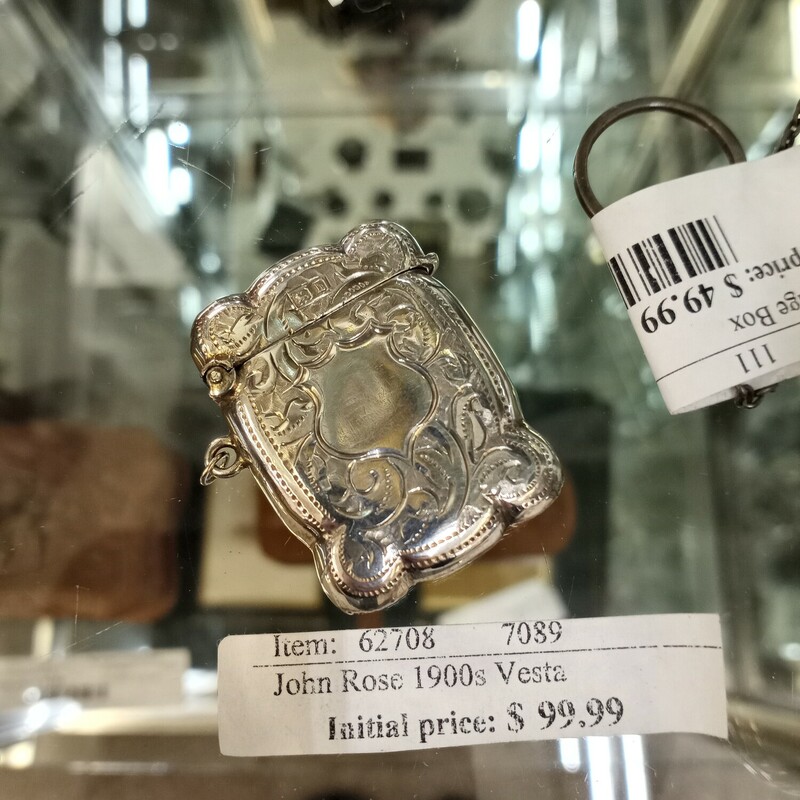 Item: 62708 7089
John Rose 1900s Vesta
Initial price: $ 99.99
111
ge Box
price: $ 49.99